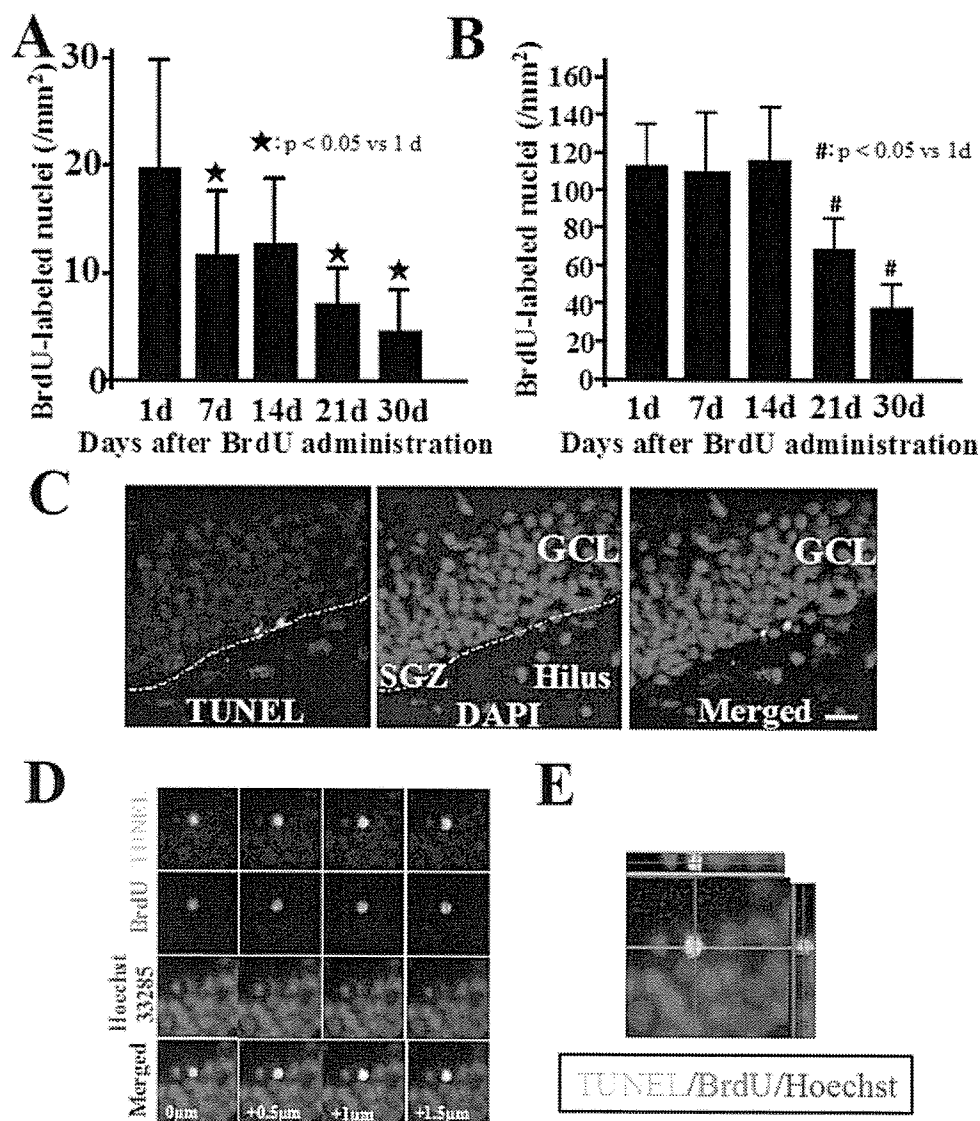 A
BrdU-labeled nuclei (/mm²)
30
20
10
0
★: p < 0.05 vs 1 d
★
★
★
1d 7d 14d 21d 30d
Days after BrdU administration
B
BrdU-labeled nuclei (/mm²)
160
140
120
100
80
60
40
20
0
#: p < 0.05 vs 1d
#
#
1d 7d 14d 21d 30d
Days after BrdU administration
C
TUNEL
GCL
SGZ
Hilus
DAPI
GCL
Merged
D
TUNEL
BrdU
Hoechst
33285
Merged
0μm
+0.5μm
+1μm
+1.5μm
E
TUNEL/BrdU/Hoechst